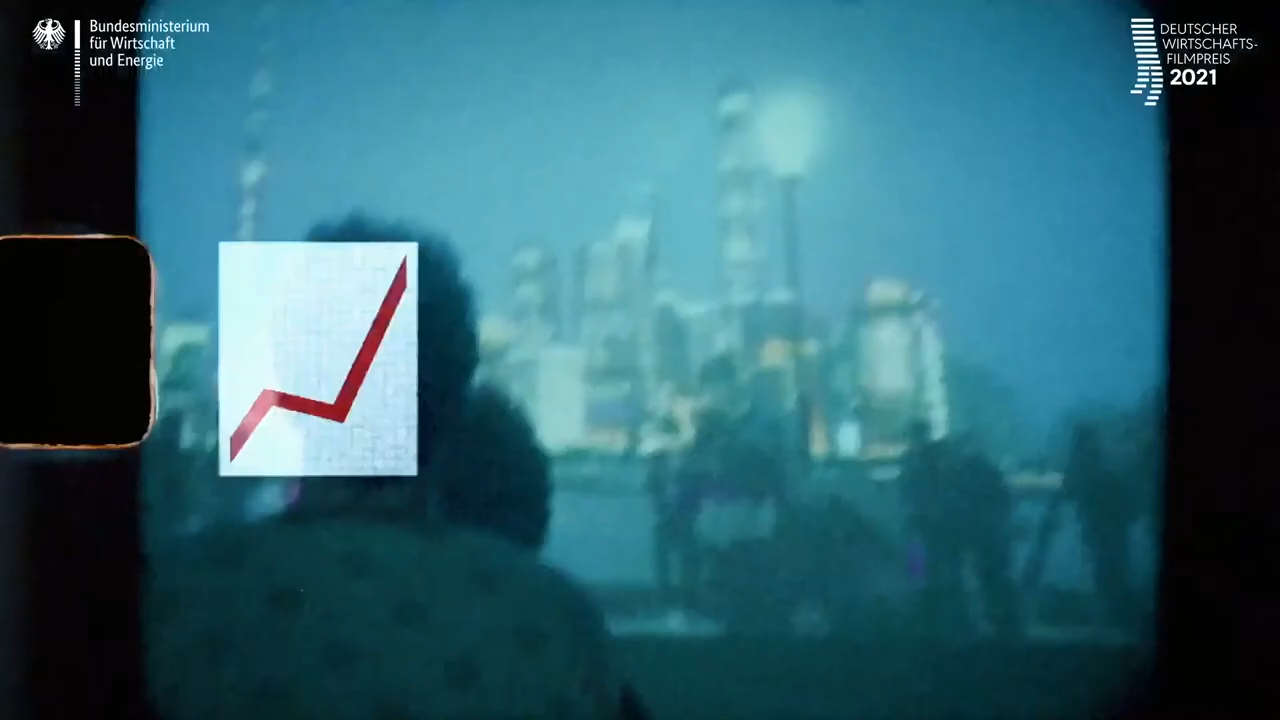 Bundesministerium
für Wirtschaft
und Energie
DEUTSCHER
WIRTSCHAFTS-
FILMPREIS
2021